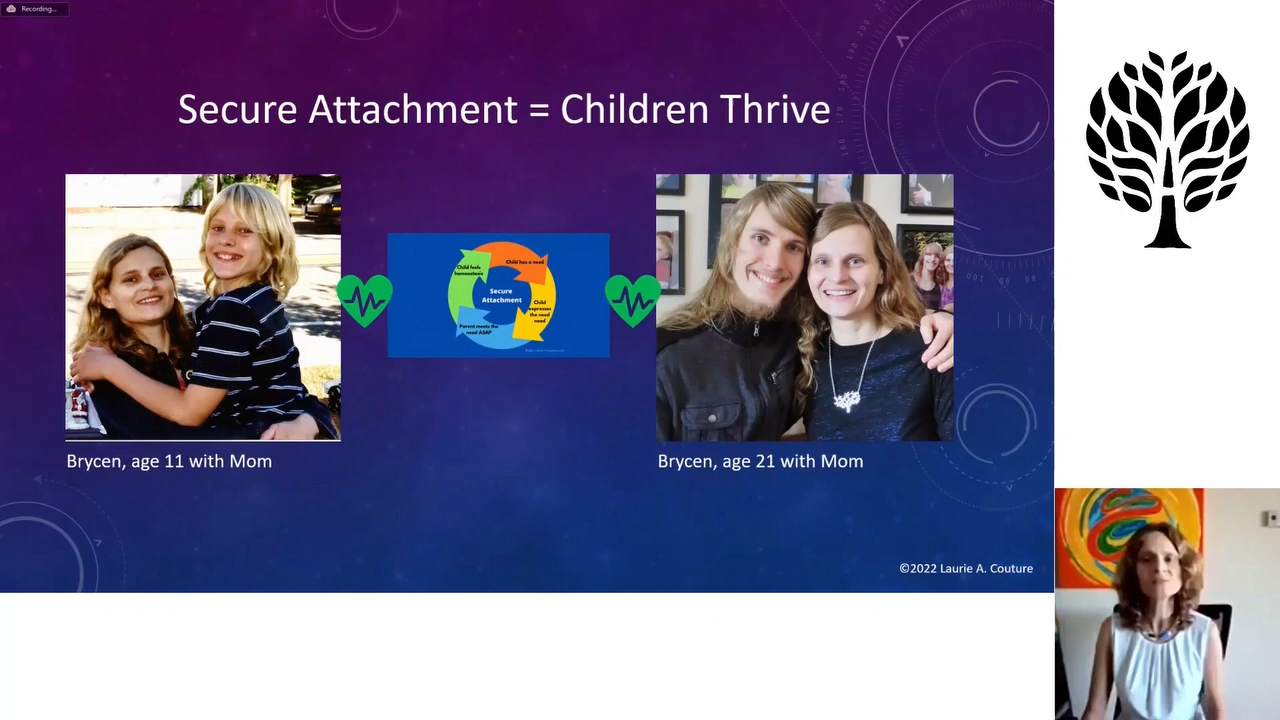 Recording...
Secure Attachment = Children Thrive
Child feels
homeostasis
Child has a need
Secure
Attachment
Child
expresses
the need
need
Parent meets the
need ASAP
Brycen, age 11 with Mom
Brycen, age 21 with Mom
©2022 Laurie A. Couture